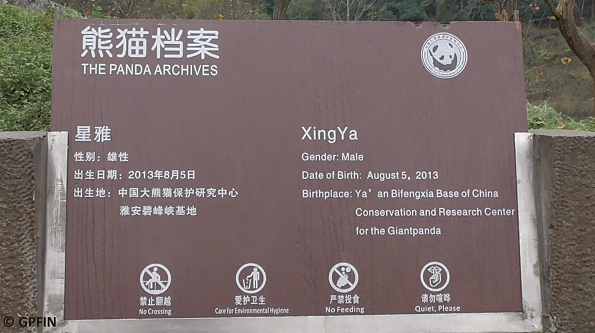 熊猫档案
THE PANDA ARCHIVES
星雅
性别：雄性
出生日期：2013年8月5日
出生地：中国大熊猫保护研究中心
雅安碧峰峡基地
XingYa
Gender: Male
Date of Birth: August 5, 2013
Birthplace: Ya'an Bifengxia Base of China
Conservation and Research Center
for the Giantpanda
禁止翻越
No Crossing
爱护卫生
Care for Environmental Hygiene
严禁投食
No Feeding
请勿喧哗
Quiet, Please
© GPFIN